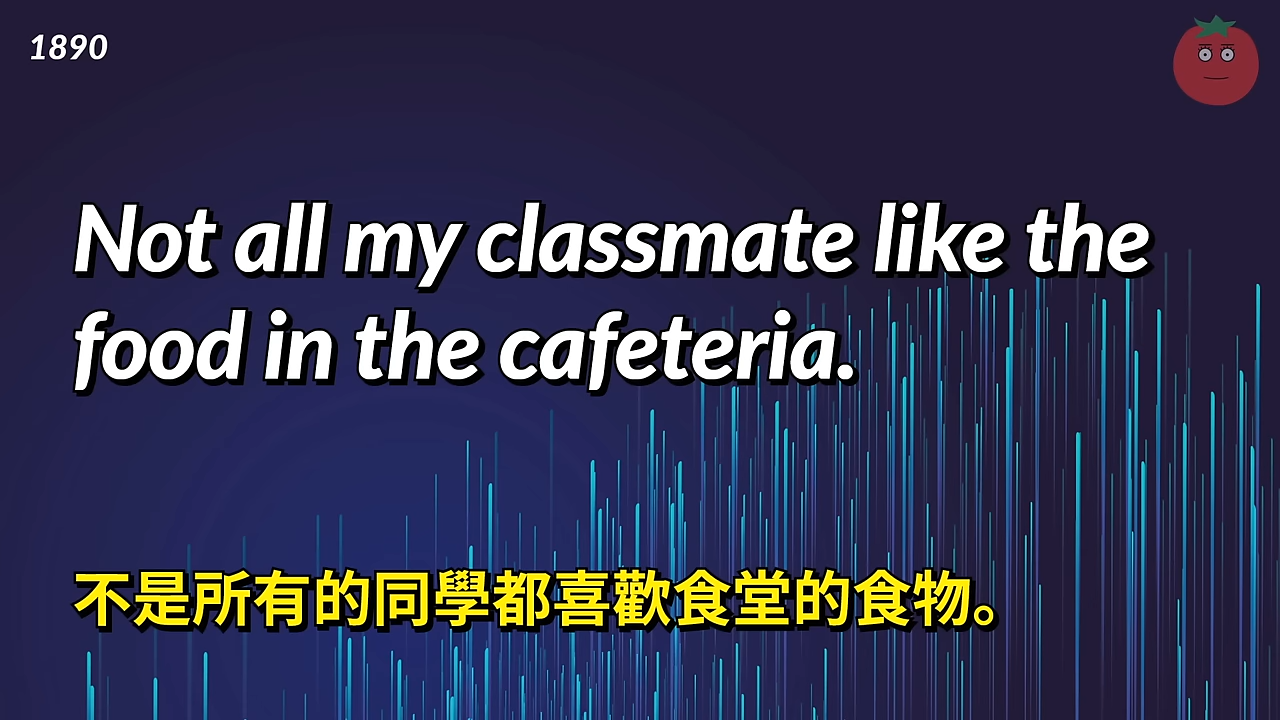 1890
Not all my classmate like the
food in the cafeteria.
不是所有的同學都喜歡食堂的食物。